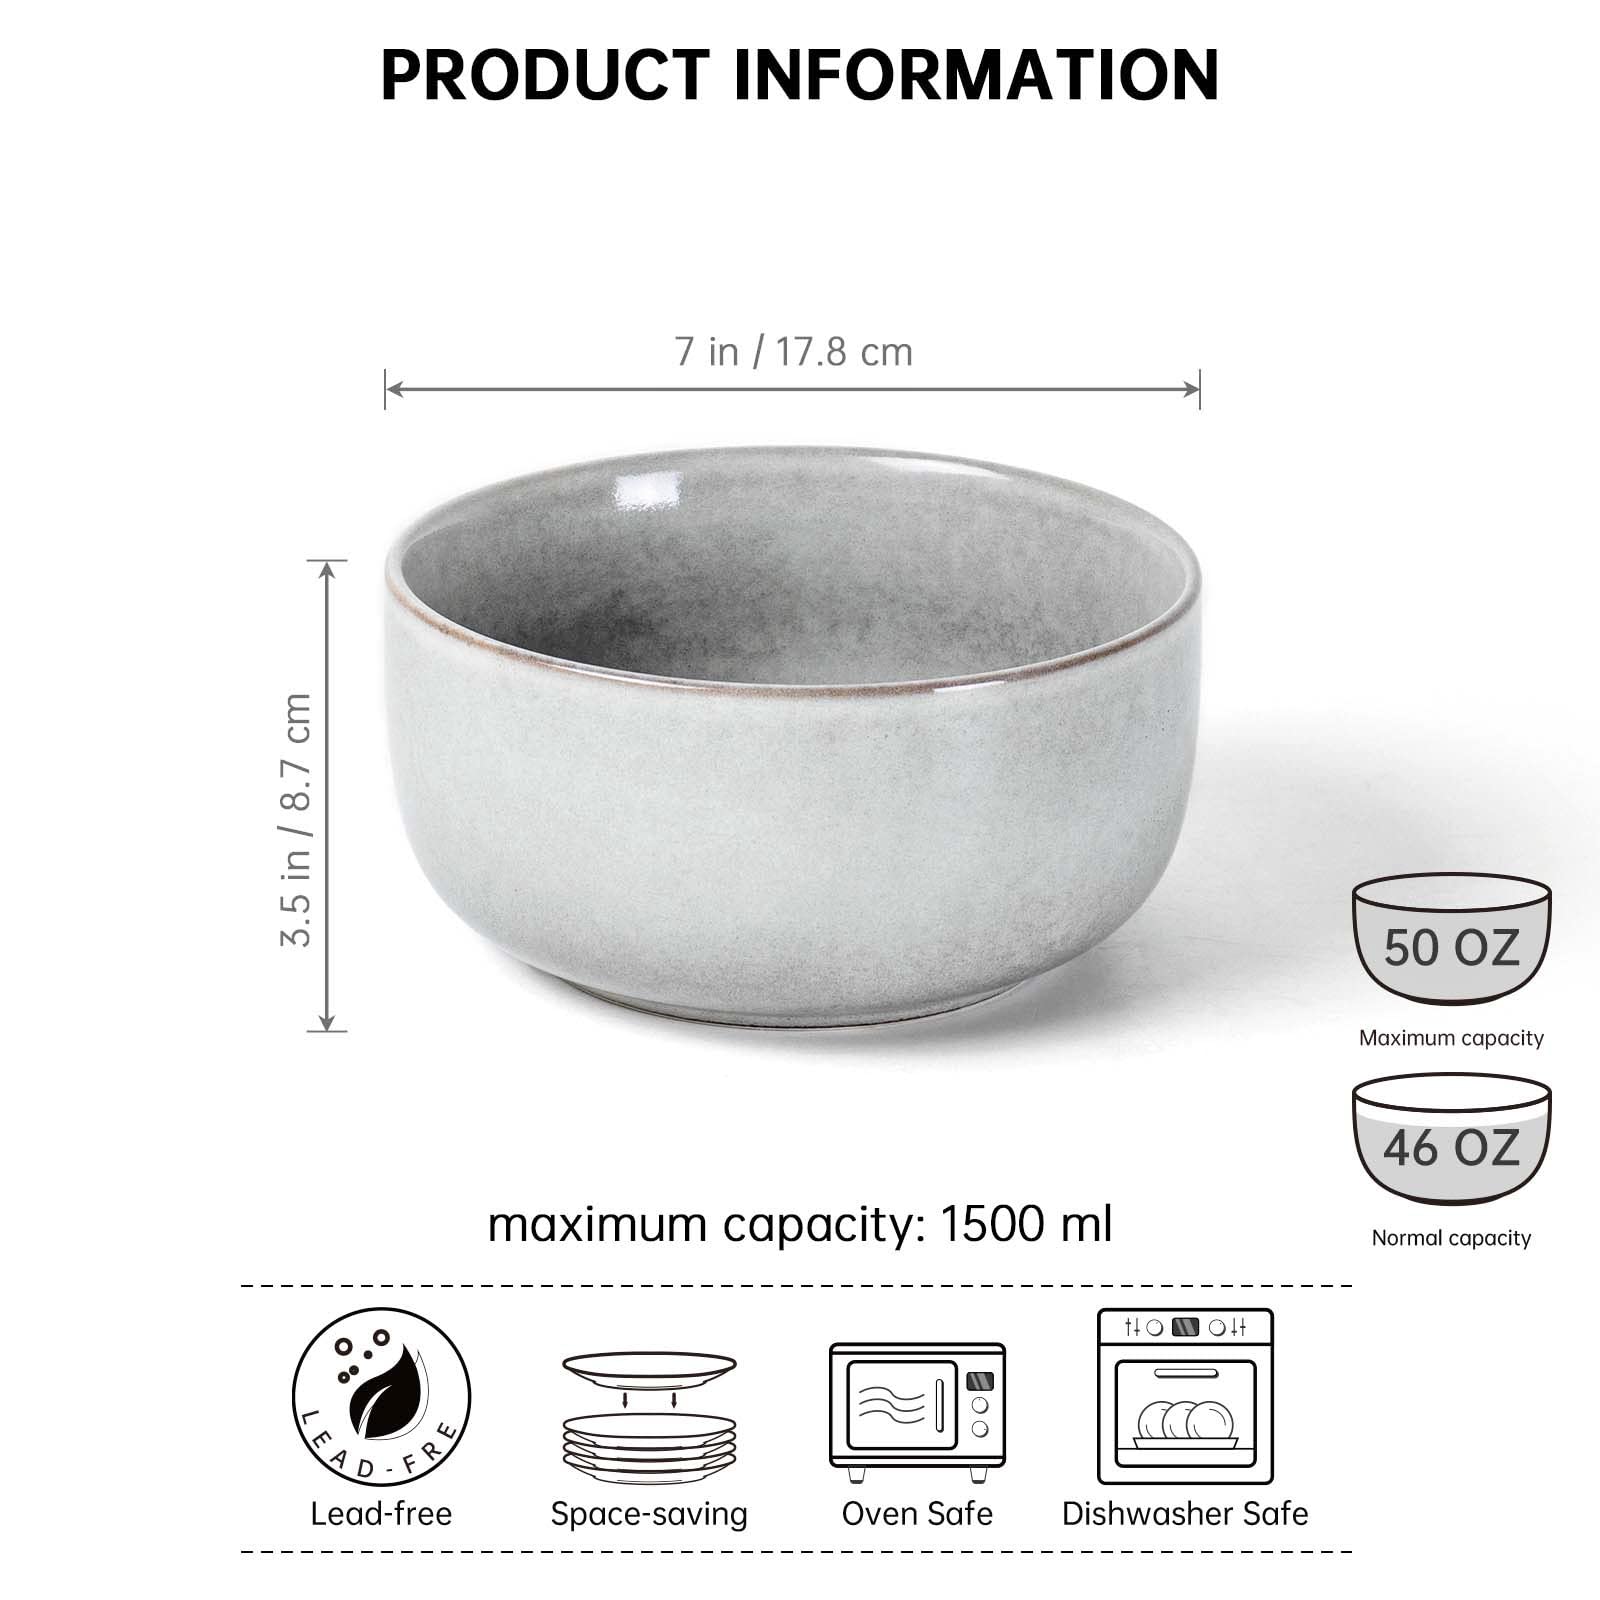 PRODUCT INFORMATION
7 in / 17.8 cm
3.5 in / 8.7 cm
50 OZ
Maximum capacity
46 OZ
Normal capacity
maximum capacity: 1500 ml
LEAD-FRE
Lead-free
Space-saving
Oven Safe
Dishwasher Safe